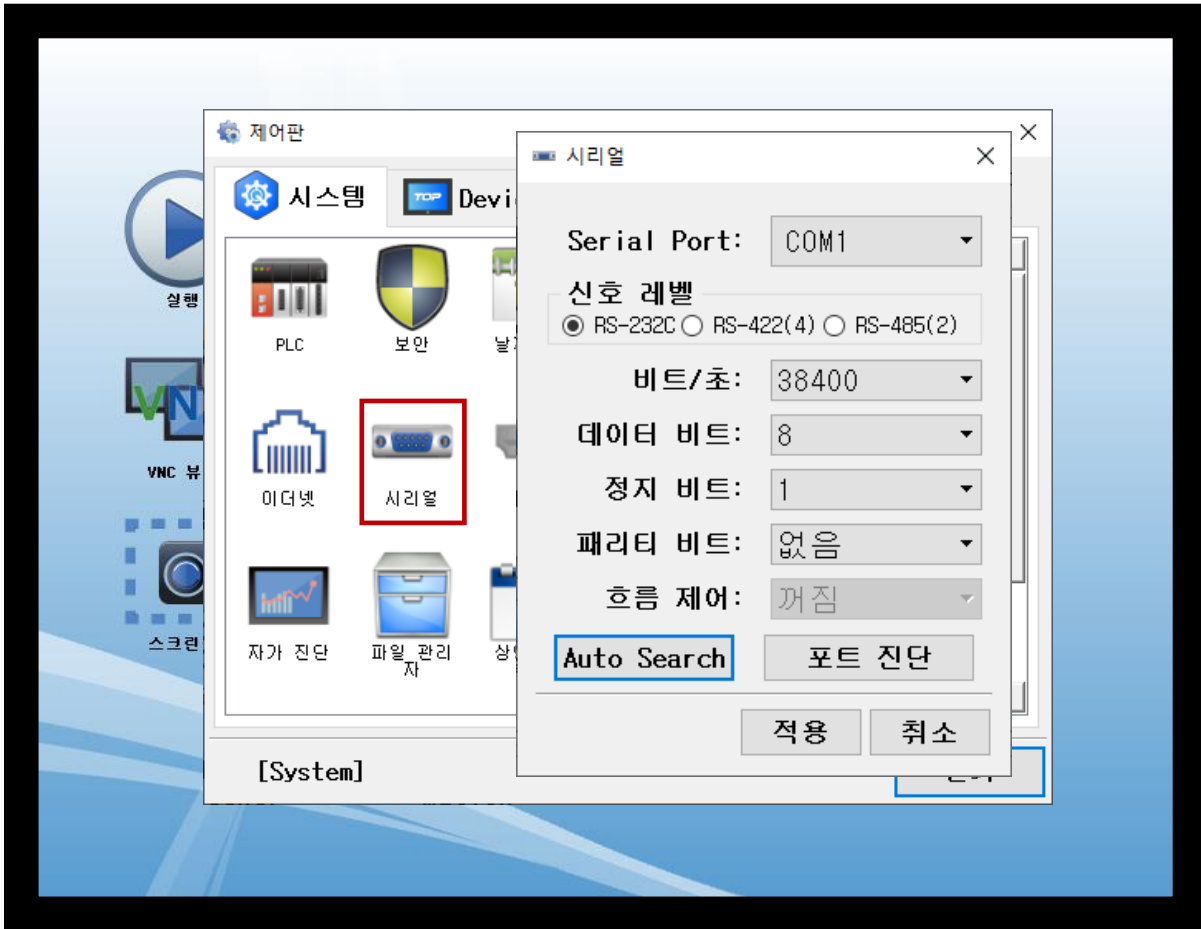 제어판
시리얼
시스템
TOP
Devi
Serial Port:
COM1
신호 레벨
RS-232C
RS-422(4)
RS-485(2)
실행
PLC
보안
비트/초:
38400
데이터 비트:
8
VNC
VNC 뷰
이더넷
시리얼
정지 비트:
1
패리티 비트:
없음
흐름 제어:
꺼짐
스크린
자가 진단
파일 관리
자
Auto Search
포트 진단
적용
취소
[System]